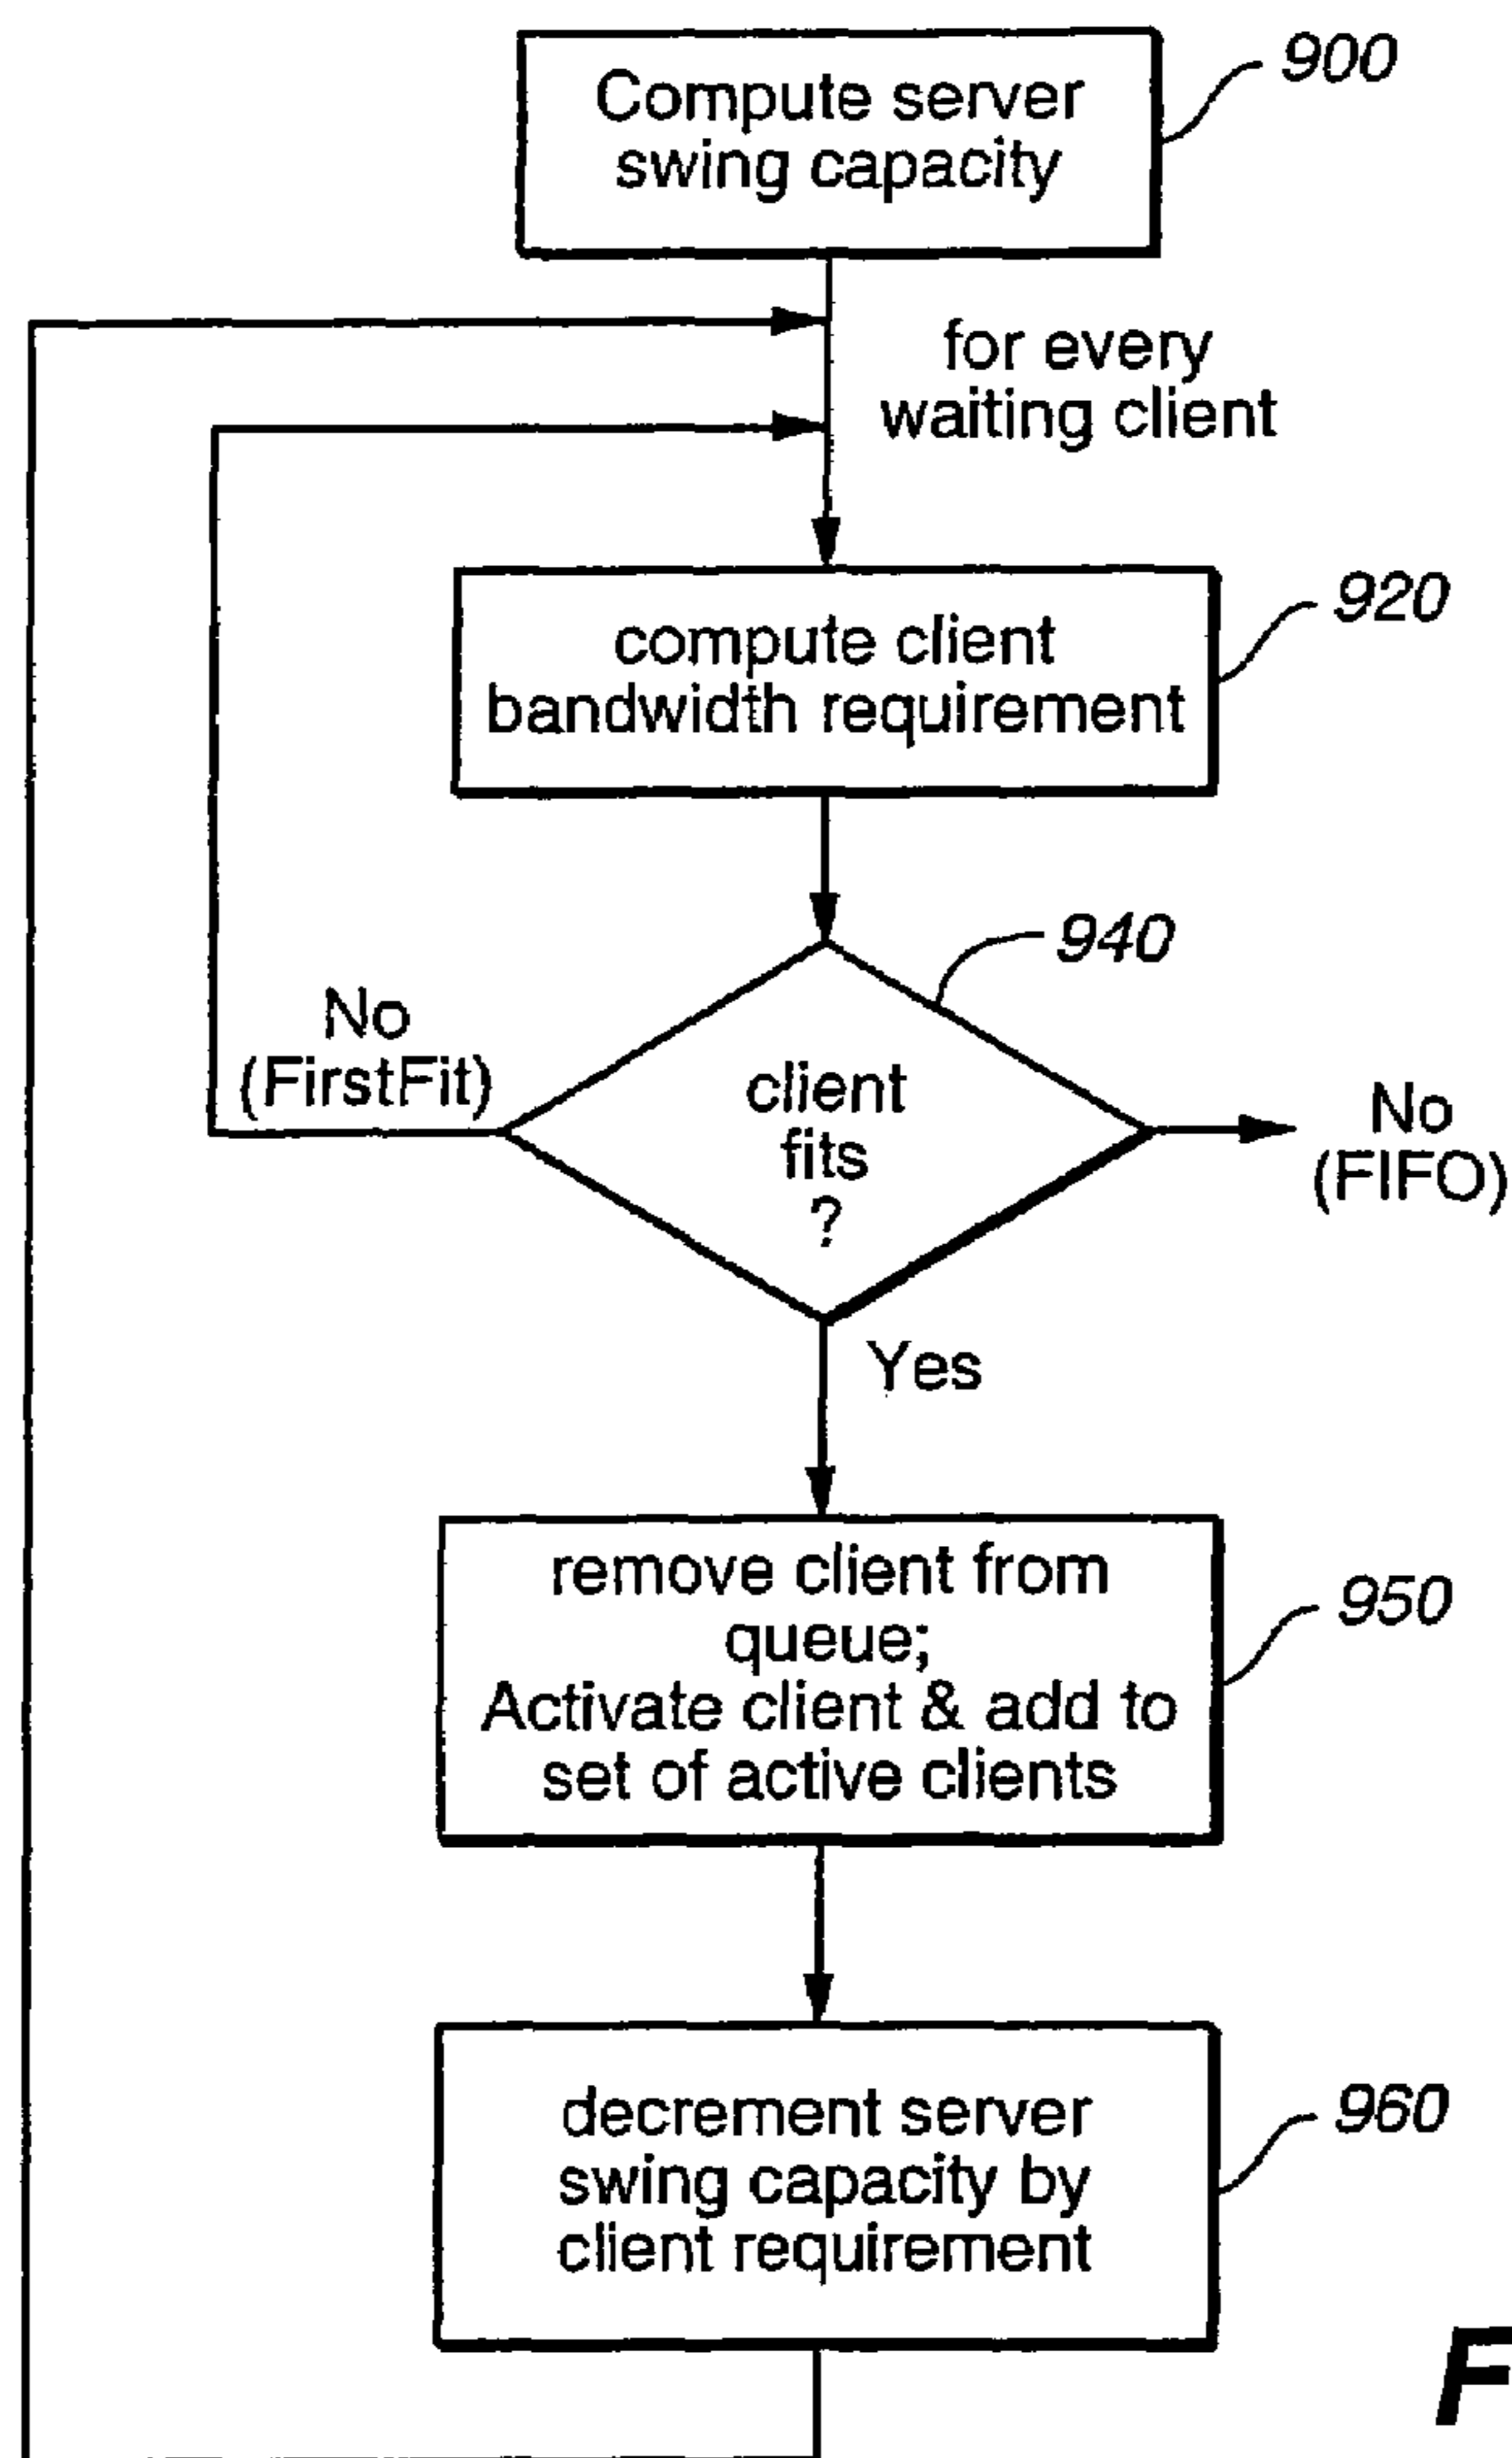 Compute server
swing capacity
900
for every
waiting client
compute client
bandwidth requirement
920
940
No
(FirstFit)
client
fits
?
No
(FIFO)
Yes
remove client from
queue;
Activate client & add to
set of active clients
950
decrement server
swing capacity by
client requirement
960
F